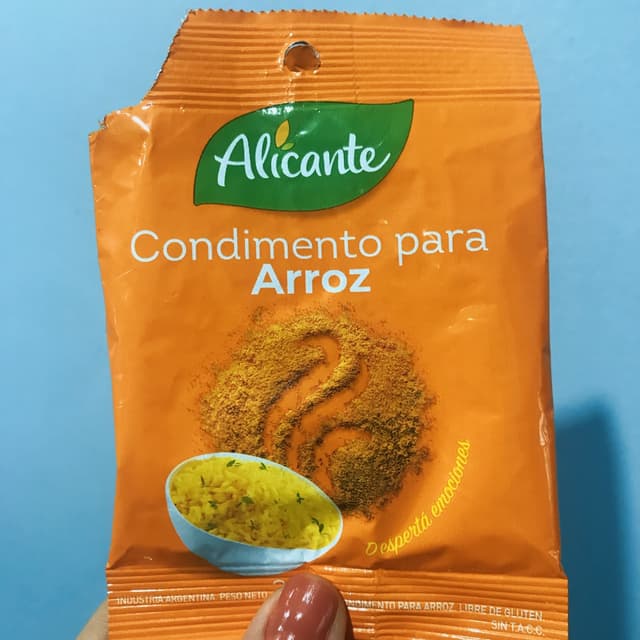 Alicante
Condimento para
Arroz
Despertá emociones
INDUSTRIA ARGENTINA. PESO NETO
CONDIMENTO PARA ARROZ. LIBRE DE GLUTEN.
SIN T.A.C.C.